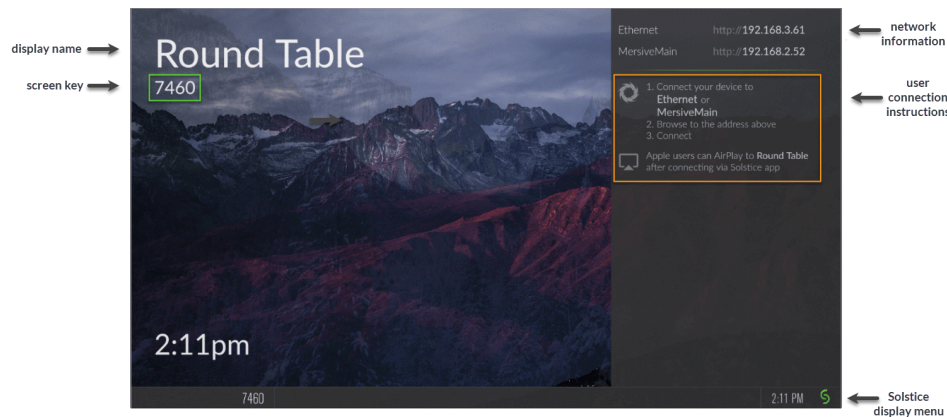 display name
screen key
Round Table
7460
2:11pm
Ethernet http://192.168.3.61
MersiveMain http://192.168.2.52
1. Connect your device to
Ethernet or
MersiveMain
2. Browse to the address above
3. Connect
Apple users can AirPlay to Round Table
after connecting via Solstice app
network
information
user
connection
instructions
7460
2:11 PM
Solstice
display menu